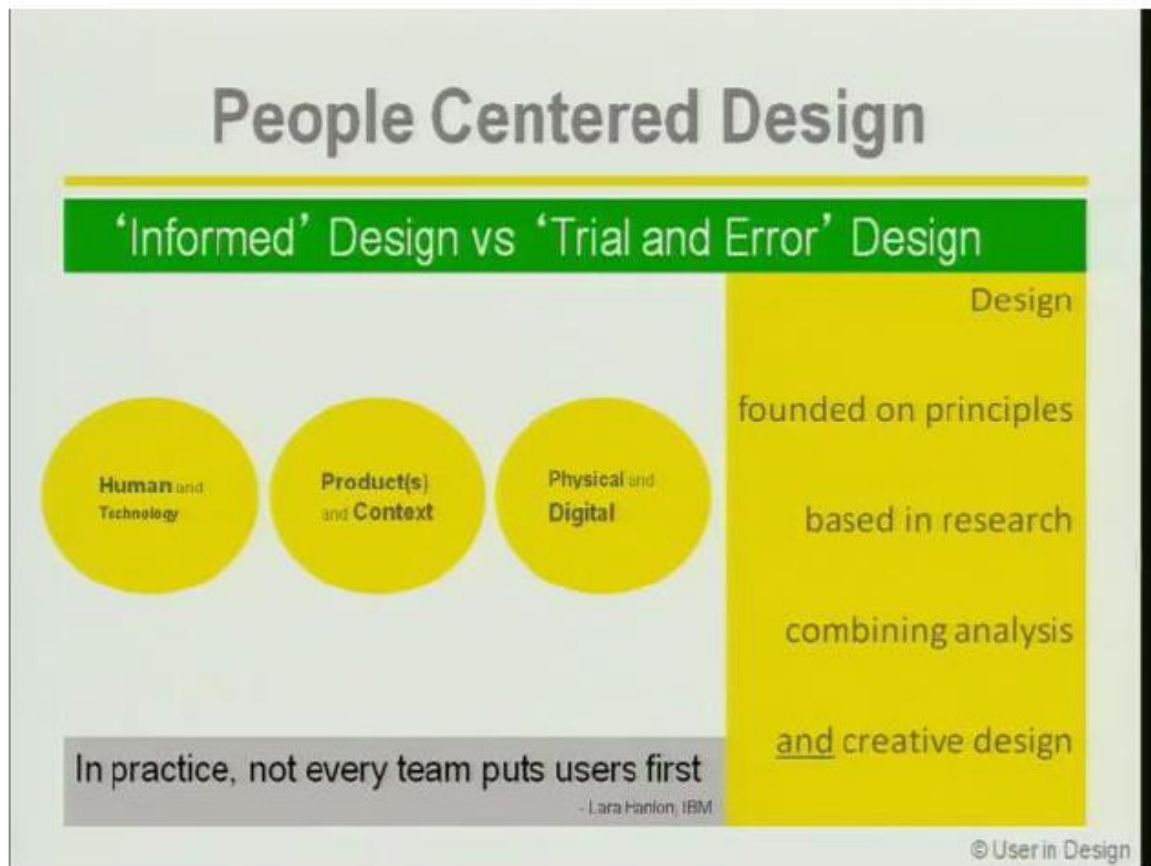 People Centered Design
‘Informed’ Design vs ‘Trial and Error’ Design
Design
founded on principles
based in research
combining analysis
and creative design
Human and
Technology
Product(s)
and Context
Physical and
Digital
In practice, not every team puts users first
- Lara Hanlon, IBM
© User in Design